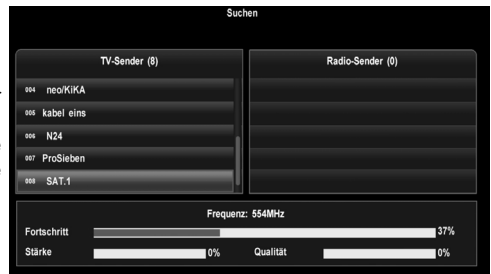 Suchen
TV-Sender (8)
Radio-Sender (0)
004 neo/KiKA
005 kabel eins
006 N24
007 ProSieben
008 SAT.1
Frequenz: 554MHz
Fortschritt 37%
Stärke 0% Qualität 0%